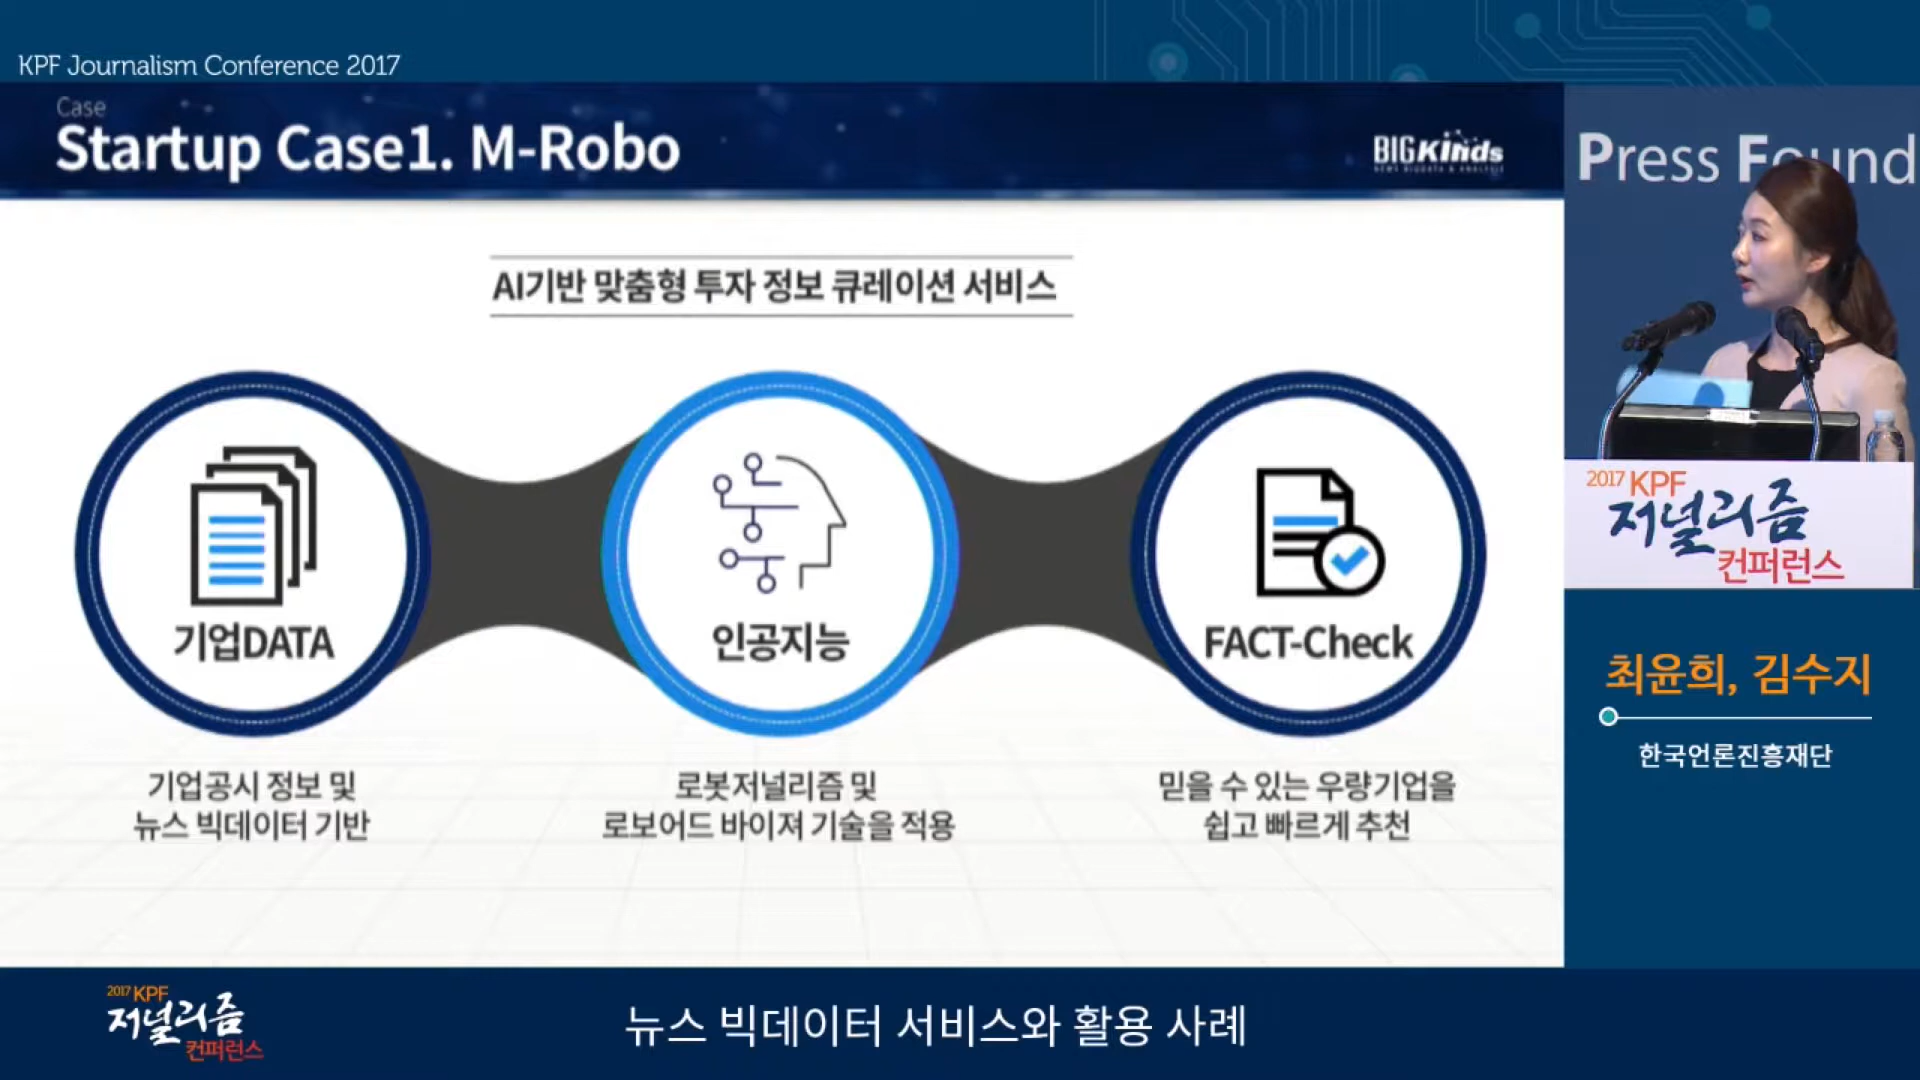 KPF Journalism Conference 2017
Case
Startup Case1. M-Robo
BIGKinds
NEWS BIGDATA & ANALYSIS
Press Found
AI기반 맞춤형 투자 정보 큐레이션 서비스
기업DATA
인공지능
FACT-Check
기업공시 정보 및
뉴스 빅데이터 기반
로봇저널리즘 및
로보어드 바이져 기술을 적용
믿을 수 있는 우량기업을
쉽고 빠르게 추천
2017 KPF
저널리즘
컨퍼런스
최윤희, 김수지
한국언론진흥재단
2017 KPF
저널리즘
컨퍼런스
뉴스 빅데이터 서비스와 활용 사례